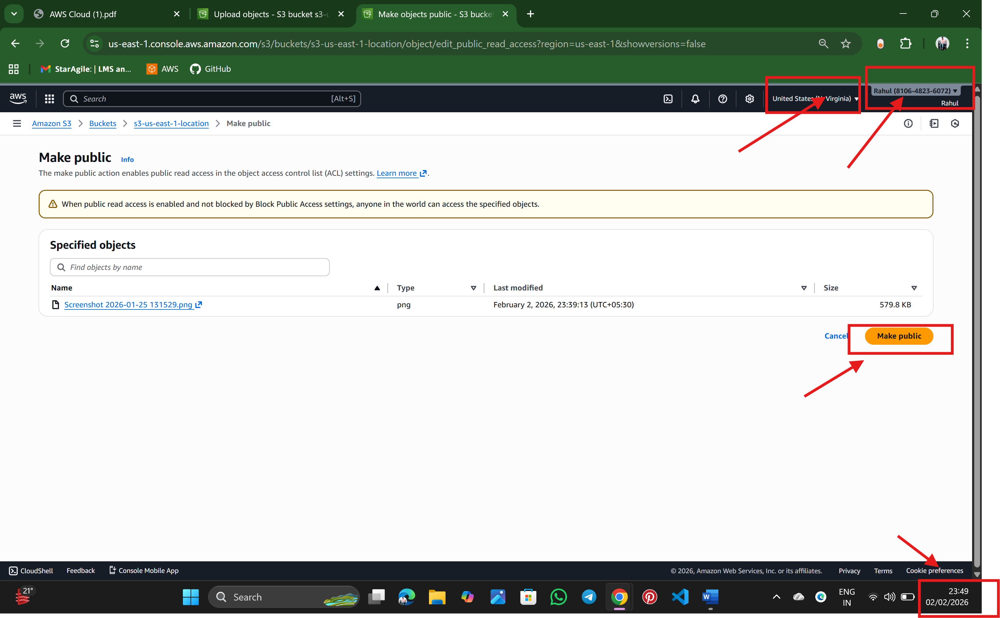 AWS Cloud (1).pdf
Upload objects - S3 bucket s3-u
Make objects public - S3 bucke
us-east-1.console.aws.amazon.com/s3/buckets/s3-us-east-1-location/object/edit_public_read_access?region=us-east-1&showversions=false
StarAgile: | LMS an...
AWS
GitHub
aws
Search
[Alt+S]
United States (N. Virginia)
Rahul (8106-4823-6072)
Rahul
Amazon S3
Buckets
s3-us-east-1-location
Make public
Make public
Info
The make public action enables public read access in the object access control list (ACL) settings. Learn more.
When public read access is enabled and not blocked by Block Public Access settings, anyone in the world can access the specified objects.
Specified objects
Find objects by name
Name
Type
Last modified
Size
Screenshot 2026-01-25 131529.png
png
February 2, 2026, 23:39:13 (UTC+05:30)
579.8 KB
Cancel
Make public
CloudShell
Feedback
Console Mobile App
© 2026, Amazon Web Services, Inc. or its affiliates.
Privacy
Terms
Cookie preferences
21°
Search
W
ENG
IN
23:49
02/02/2026